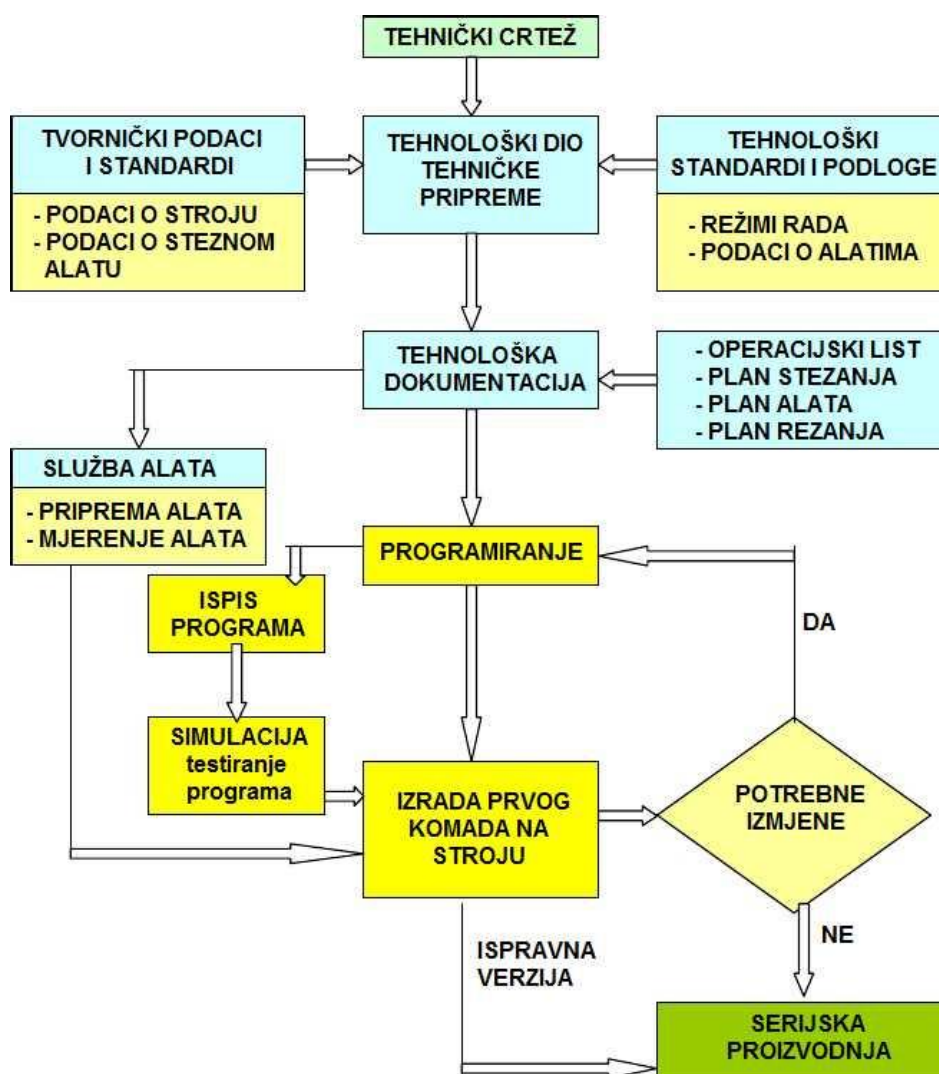 TEHNIČKI CRTEŽ
TVORNIČKI PODACI
I STANDARDI
- PODACI O STROJU
- PODACI O STEZNOM
ALATU
TEHNOLOŠKI DIO
TEHNIČKE
PRIPREME
TEHNOLOŠKI
STANDARDI I PODLOGE
- REŽIMI RADA
- PODACI O ALATIMA
TEHNOLOŠKA
DOKUMENTACIJA
- OPERACIJSKI LIST
- PLAN STEZANJA
- PLAN ALATA
- PLAN REZANJA
SLUŽBA ALATA
- PRIPREMA ALATA
- MJERENJE ALATA
PROGRAMIRANJE
ISPIS
PROGRAMA
DA
SIMULACIJA
testiranje
programa
IZRADA PRVOG
KOMADA NA
STROJU
POTREBNE
IZMJENE
NE
ISPRAVNA
VERZIJA
SERIJSKA
PROIZVODNJA